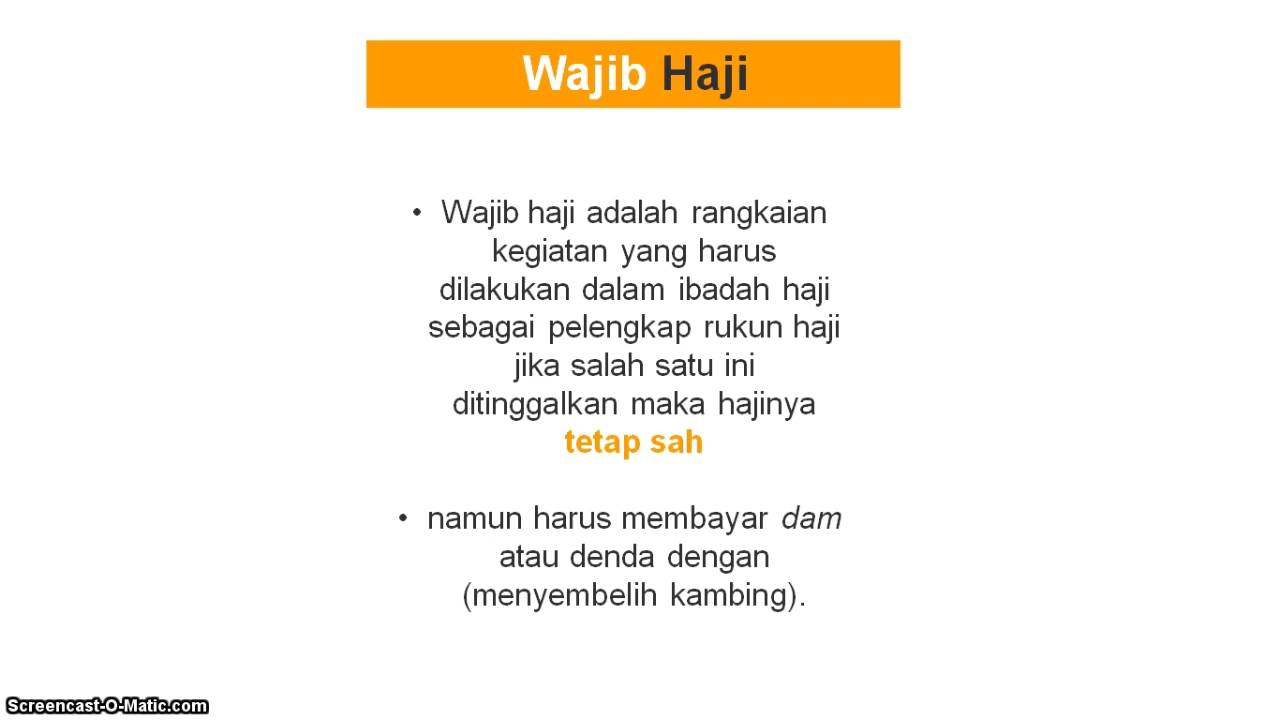 Wajib Haji
• Wajib haji adalah rangkaian
kegiatan yang harus
dilakukan dalam ibadah haji
sebagai pelengkap rukun haji
jika salah satu ini
ditinggalkan maka hajinya
tetap sah
• namun harus membayar dam
atau denda dengan
(menyembelih kambing).
Screencast-O-Matic.com